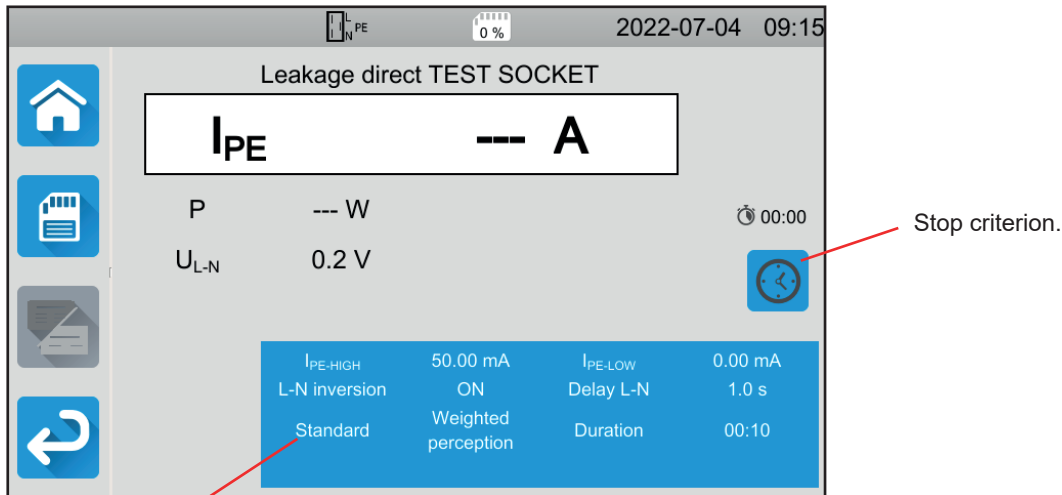 L
N PE 0 % 2022-07-04 09:15
Leakage direct TEST SOCKET
IPE --- A
P --- W
00:00
Stop criterion.
UL-N 0.2 V
IPE-HIGH 50.00 mA IPE-LOW 0.00 mA
L-N inversion ON Delay L-N 1.0 s
Standard Weighted perception Duration 00:10